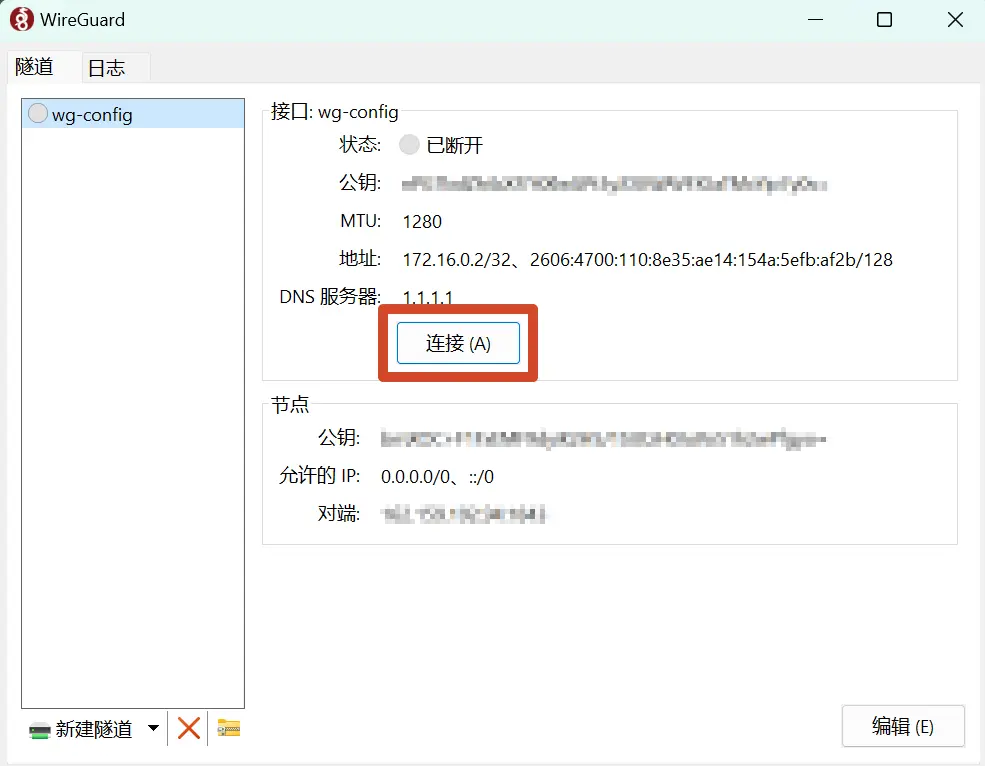 WireGuard
隧道
日志
wg-config
接口: wg-config
状态: 已断开
公钥:
MTU: 1280
地址: 172.16.0.2/32、2606:4700:110:8e35:ae14:154a:5efb:af2b/128
DNS 服务器: 1.1.1.1
连接 (A)
节点
公钥:
允许的 IP: 0.0.0.0/0、::/0
对端:
新建隧道
编辑 (E)